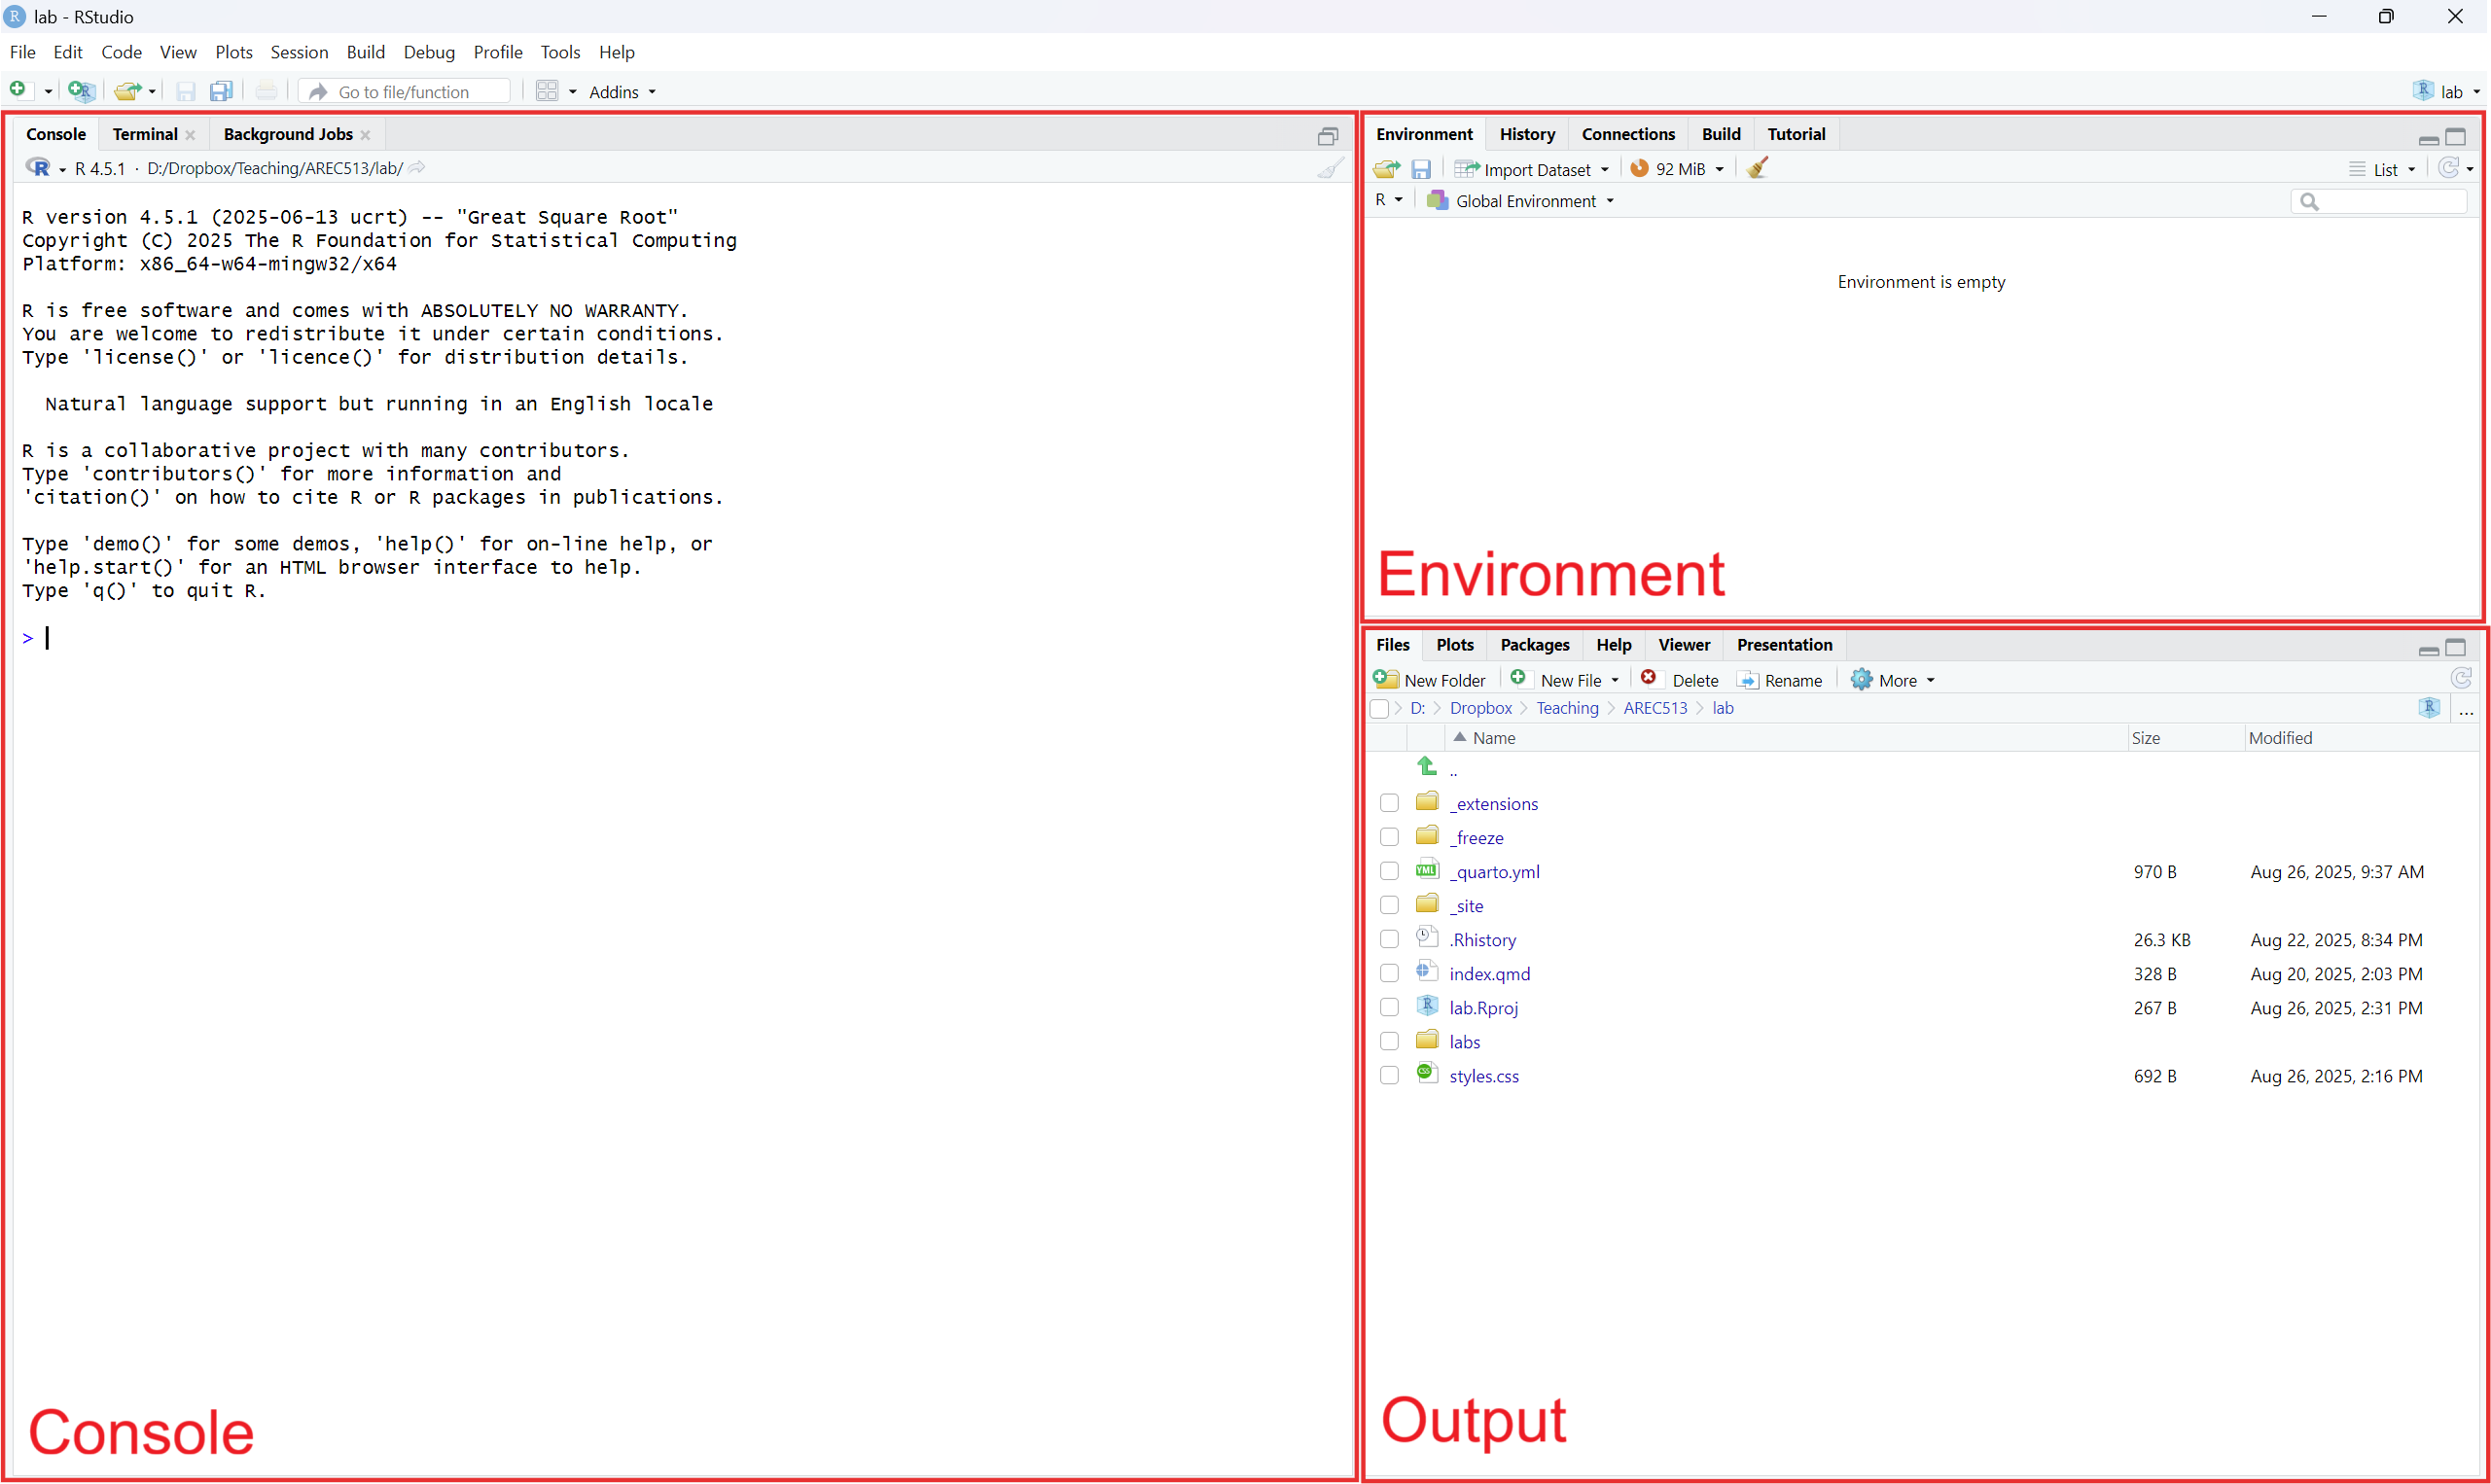 lab - RStudio
File Edit Code View Plots Session Build Debug Profile Tools Help
Go to file/function Addins lab
Console Terminal Background Jobs
R 4.5.1 · D:/Dropbox/Teaching/AREC513/lab/
R version 4.5.1 (2025-06-13 ucrt) -- "Great Square Root"
Copyright (C) 2025 The R Foundation for Statistical Computing
Platform: x86_64-w64-mingw32/x64
R is free software and comes with ABSOLUTELY NO WARRANTY.
You are welcome to redistribute it under certain conditions.
Type 'license()' or 'licence()' for distribution details.
Natural language support but running in an English locale
R is a collaborative project with many contributors.
Type 'contributors()' for more information and
'citation()' on how to cite R or R packages in publications.
Type 'demo()' for some demos, 'help()' for on-line help, or
'help.start()' for an HTML browser interface to help.
Type 'q()' to quit R.
>
Console
Environment History Connections Build Tutorial
Import Dataset 92 MiB List
R Global Environment
Environment is empty
Environment
Files Plots Packages Help Viewer Presentation
New Folder New File Delete Rename More
D: Dropbox Teaching AREC513 lab
Name Size Modified
..
_extensions
_freeze
_quarto.yml 970 B Aug 26, 2025, 9:37 AM
_site
.Rhistory 26.3 KB Aug 22, 2025, 8:34 PM
index.qmd 328 B Aug 20, 2025, 2:03 PM
lab.Rproj 267 B Aug 26, 2025, 2:31 PM
labs
styles.css 692 B Aug 26, 2025, 2:16 PM
Output